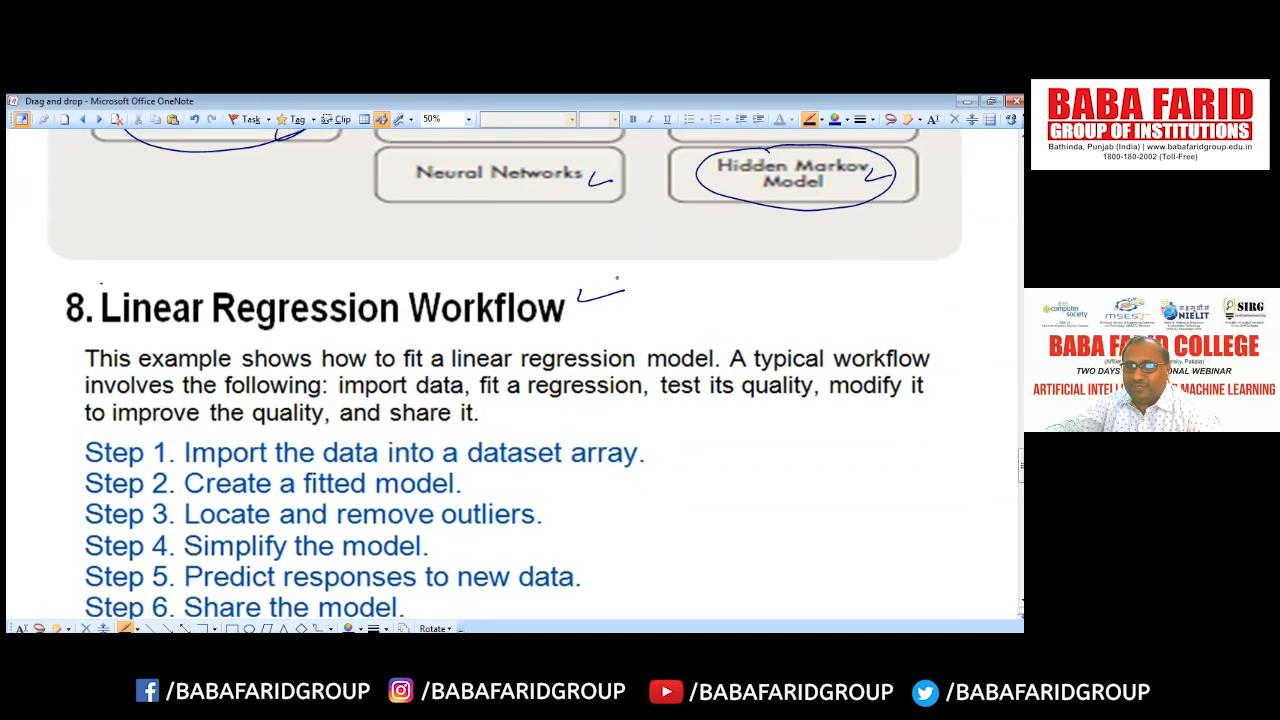 Drag and drop - Microsoft Office OneNote
Task
Tag
Clip
50%
Neural Networks
Hidden Markov
Model
8. Linear Regression Workflow
This example shows how to fit a linear regression model. A typical workflow
involves the following: import data, fit a regression, test its quality, modify it
to improve the quality, and share it.
Step 1. Import the data into a dataset array.
Step 2. Create a fitted model.
Step 3. Locate and remove outliers.
Step 4. Simplify the model.
Step 5. Predict responses to new data.
Step 6. Share the model.
Rotate
BABA FARID
GROUP OF INSTITUTIONS
Bathinda, Punjab (India) | www.babafaridgroup.edu.in
1800-180-2002 (Toll-Free)
computer
society
MSEST
NIELIT
SIRG
BABA FARID COLLEGE
TWO DAYS
ONAL WEBINAR
ARTIFICIAL INTEL
MACHINE LEARNING
/BABAFARIDGROUP
/BABAFARIDGROUP
/BABAFARIDGROUP
/BABAFARIDGROUP